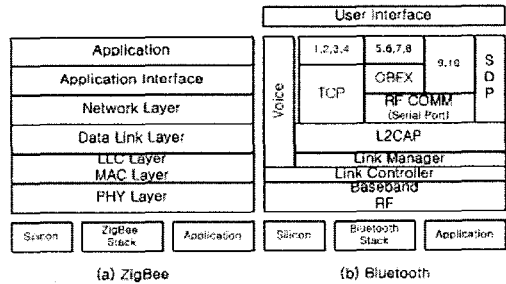 Application
Application Interface
Network Layer
Data Link Layer
LLC Layer
MAC Layer
PHY Layer
Silicon
ZigBee
Stack
Application
(a) ZigBee
User Interface
Voice
1,2,3,4
5,6,7,8
9,10
SDP
TCP
OBEX
RF COMM
(Serial Port)
L2CAP
Link Manager
Link Controller
Baseband
RF
Silicon
Bluetooth
Stack
Application
(b) Bluetooth